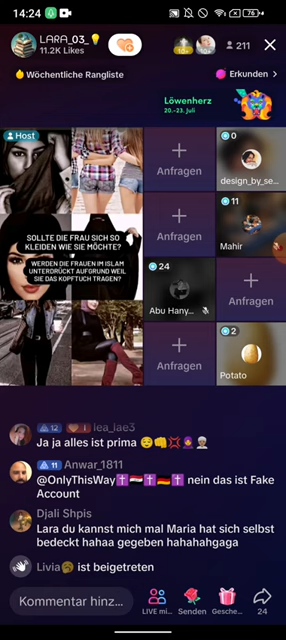 14:24
76
LARA_03_💡
11.2K Likes
211
Wöchentliche Rangliste
Erkunden >
Löwenherz
20.-23. Juli
Host
SOLLTE DIE FRAU SICH SO
KLEIDEN WIE SIE MÖCHTE?
WERDEN DIE FRAUEN IM ISLAM
UNTERDRÜCKT AUFGRUND WEIL
SIE DAS KOPFTUCH TRAGEN?
Anfragen
0
design_by_se...
Anfragen
11
Mahir
24
Abu Hany...
Anfragen
Anfragen
2
Potato
12
1
lea_lae3
Ja ja alles ist prima
11
Anwar_1811
@OnlyThisWay nein das ist Fake
Account
Djali Shpis
Lara du kannst mich mal Maria hat sich selbst
bedeckt hahaa gegeben hahahahgaga
Livia ist beigetreten
Kommentar hinz...
LIVE mi...
Senden
Gesche...
24